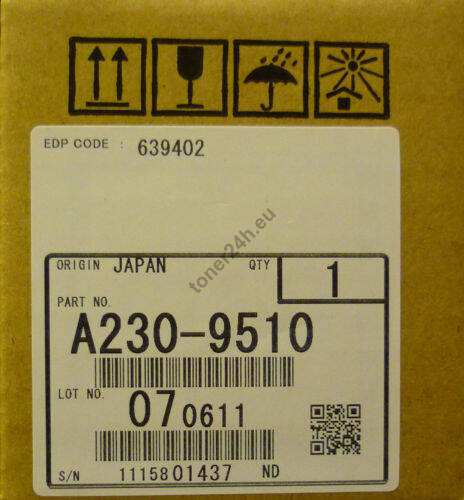 EDP CODE : 639402
ORIGIN JAPAN QTY 1
PART NO.
A230-9510
LOT NO.
07 0611
S/N 1115801437 ND
toner24h.eu